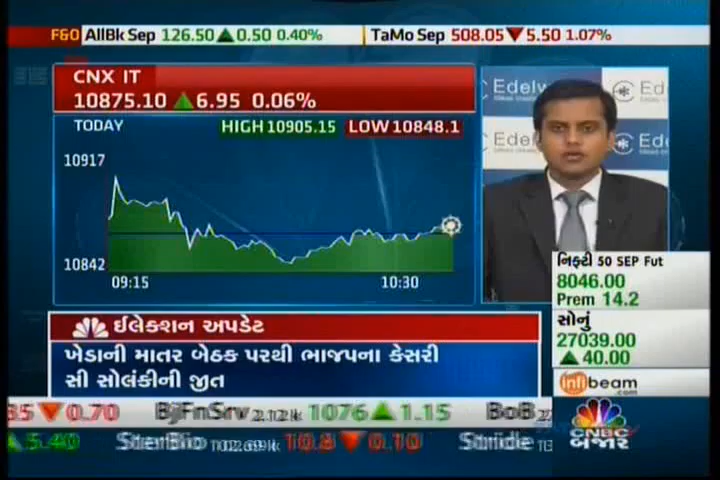 F&O AllBk Sep 126.50 ▲ 0.50 0.40% TaMo Sep 508.05 ▼ 5.50 1.07%
CNX IT
10875.10 ▲ 6.95 0.06%
TODAY HIGH 10905.15 LOW 10848.1
10917
10842
09:15 10:30
નિફ્ટી 50 SEP Fut
8046.00
Prem 14.2
સોનું
27039.00
▲ 40.00
ઈલેક્શન અપડેટ
ખેડાની માતર બેઠક પરથી ભાજપના કેસરી
સી સોલંકીની જીત
infibeam
.com
▼ 0.70 BjFnSrv 1076 ▲ 1.15 BoB
▲ 5.40 10.8 ▼ 0.10
CNBC
બજાર